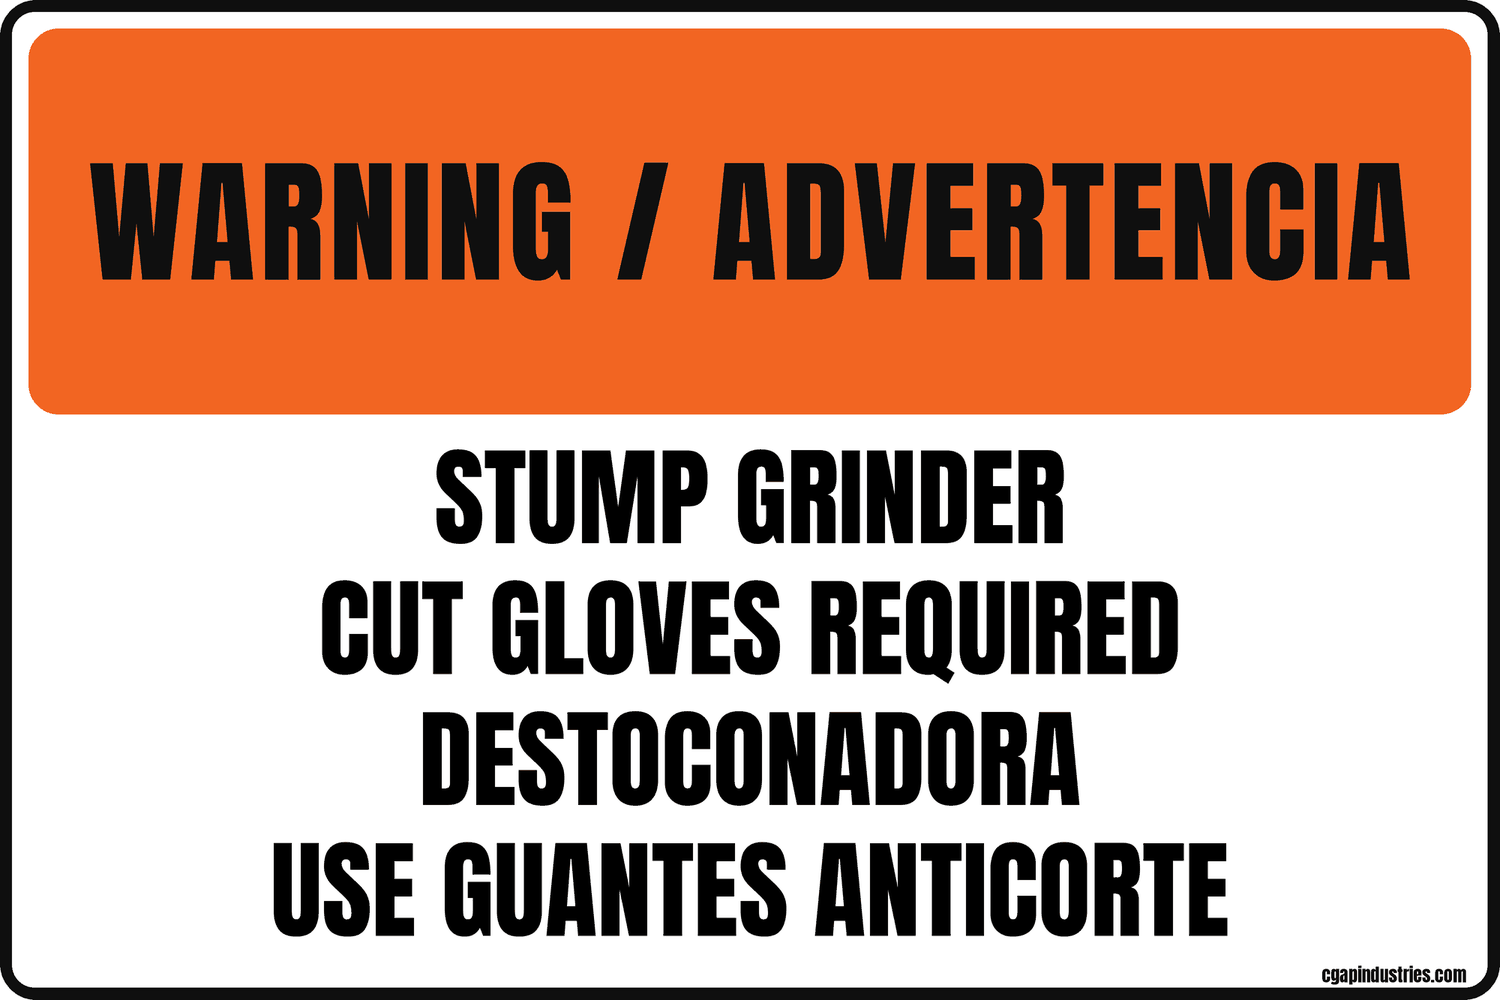 WARNING / ADVERTENCIA
STUMP GRINDER
CUT GLOVES REQUIRED
DESTOCONADORA
USE GUANTES ANTICORTE
cgapindustries.com